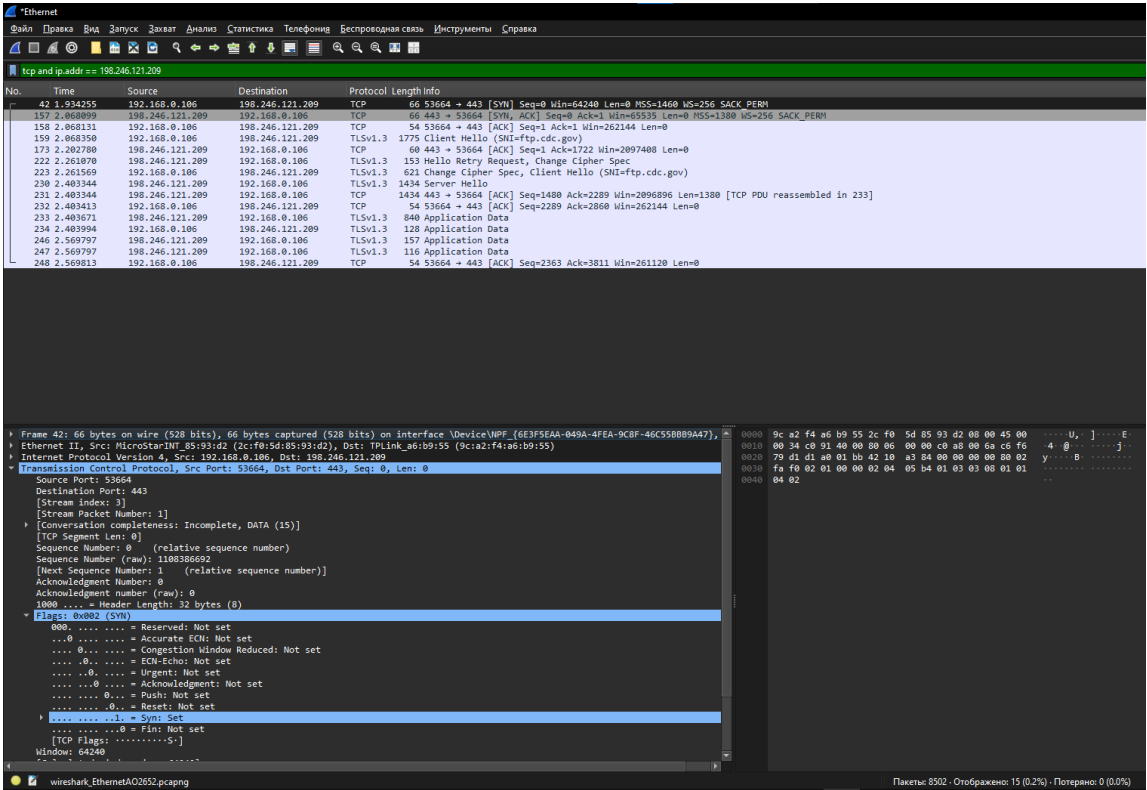 *Ethernet
Файл Правка Вид Запуск Захват Анализ Статистика Телефония Беспроводная связь Инструменты Справка
tcp and ip.addr == 198.246.121.209
No. Time Source Destination Protocol Length Info
42 1.934255 192.168.0.106 198.246.121.209 TCP 66 53664 → 443 [SYN] Seq=0 Win=64240 Len=0 MSS=1460 WS=256 SACK_PERM
157 2.068099 198.246.121.209 192.168.0.106 TCP 66 443 → 53664 [SYN, ACK] Seq=0 Ack=1 Win=65535 Len=0 MSS=1380 WS=256 SACK_PERM
158 2.068131 192.168.0.106 198.246.121.209 TCP 54 53664 → 443 [ACK] Seq=1 Ack=1 Win=262144 Len=0
159 2.068350 192.168.0.106 198.246.121.209 TLSv1.3 1775 Client Hello (SNI=ftp.cdc.gov)
173 2.202780 198.246.121.209 192.168.0.106 TCP 60 443 → 53664 [ACK] Seq=1 Ack=1722 Win=2097408 Len=0
222 2.261070 198.246.121.209 192.168.0.106 TLSv1.3 153 Hello Retry Request, Change Cipher Spec
223 2.261569 192.168.0.106 198.246.121.209 TLSv1.3 621 Change Cipher Spec, Client Hello (SNI=ftp.cdc.gov)
230 2.403344 198.246.121.209 192.168.0.106 TLSv1.3 1434 Server Hello
231 2.403344 198.246.121.209 192.168.0.106 TCP 1434 443 → 53664 [ACK] Seq=1480 Ack=2289 Win=2096896 Len=1380 [TCP PDU reassembled in 233]
232 2.403413 192.168.0.106 198.246.121.209 TCP 54 53664 → 443 [ACK] Seq=2289 Ack=2860 Win=262144 Len=0
233 2.403671 198.246.121.209 192.168.0.106 TLSv1.3 840 Application Data
234 2.403994 192.168.0.106 198.246.121.209 TLSv1.3 128 Application Data
246 2.569797 198.246.121.209 192.168.0.106 TLSv1.3 157 Application Data
247 2.569797 198.246.121.209 192.168.0.106 TLSv1.3 116 Application Data
248 2.569813 192.168.0.106 198.246.121.209 TCP 54 53664 → 443 [ACK] Seq=2363 Ack=3811 Win=261120 Len=0
Frame 42: 66 bytes on wire (528 bits), 66 bytes captured (528 bits) on interface \Device\NPF_{6E3F5EAA-049A-4FEA-9C8F-46C55BBB9A47},
Ethernet II, Src: MicroStarINT_85:93:d2 (2c:f0:5d:85:93:d2), Dst: TPLink_a6:b9:55 (9c:a2:f4:a6:b9:55)
Internet Protocol Version 4, Src: 192.168.0.106, Dst: 198.246.121.209
Transmission Control Protocol, Src Port: 53664, Dst Port: 443, Seq: 0, Len: 0
Source Port: 53664
Destination Port: 443
[Stream index: 3]
[Stream Packet Number: 1]
[Conversation completeness: Incomplete, DATA (15)]
[TCP Segment Len: 0]
Sequence Number: 0 (relative sequence number)
Sequence Number (raw): 1108386692
[Next Sequence Number: 1 (relative sequence number)]
Acknowledgment Number: 0
Acknowledgment number (raw): 0
1000 .... = Header Length: 32 bytes (8)
Flags: 0x002 (SYN)
000. .... .... = Reserved: Not set
...0 .... .... = Accurate ECN: Not set
.... 0... .... = Congestion Window Reduced: Not set
.... .0.. .... = ECN-Echo: Not set
.... ..0. .... = Urgent: Not set
.... ...0 .... = Acknowledgment: Not set
.... .... 0... = Push: Not set
.... .... .0.. = Reset: Not set
.... .... ..1. = Syn: Set
.... .... ...0 = Fin: Not set
[TCP Flags: ··········S·]
Window: 64240
0000 9c a2 f4 a6 b9 55 2c f0 5d 85 93 d2 08 00 45 00 ·····U,· ]·····E·
0010 00 34 c0 91 40 00 80 06 00 00 c0 a8 00 6a c6 f6 ·4··@··· ·····j··
0020 79 d1 d1 a0 01 bb 42 10 a3 84 00 00 00 00 80 02 y·····B· ········
0030 fa f0 02 01 00 00 02 04 05 b4 01 03 03 08 01 01 ········ ········
0040 04 02 ··
wireshark_EthernetAO2652.pcapng
Пакеты: 8502 · Отображено: 15 (0.2%) · Потеряно: 0 (0.0%)